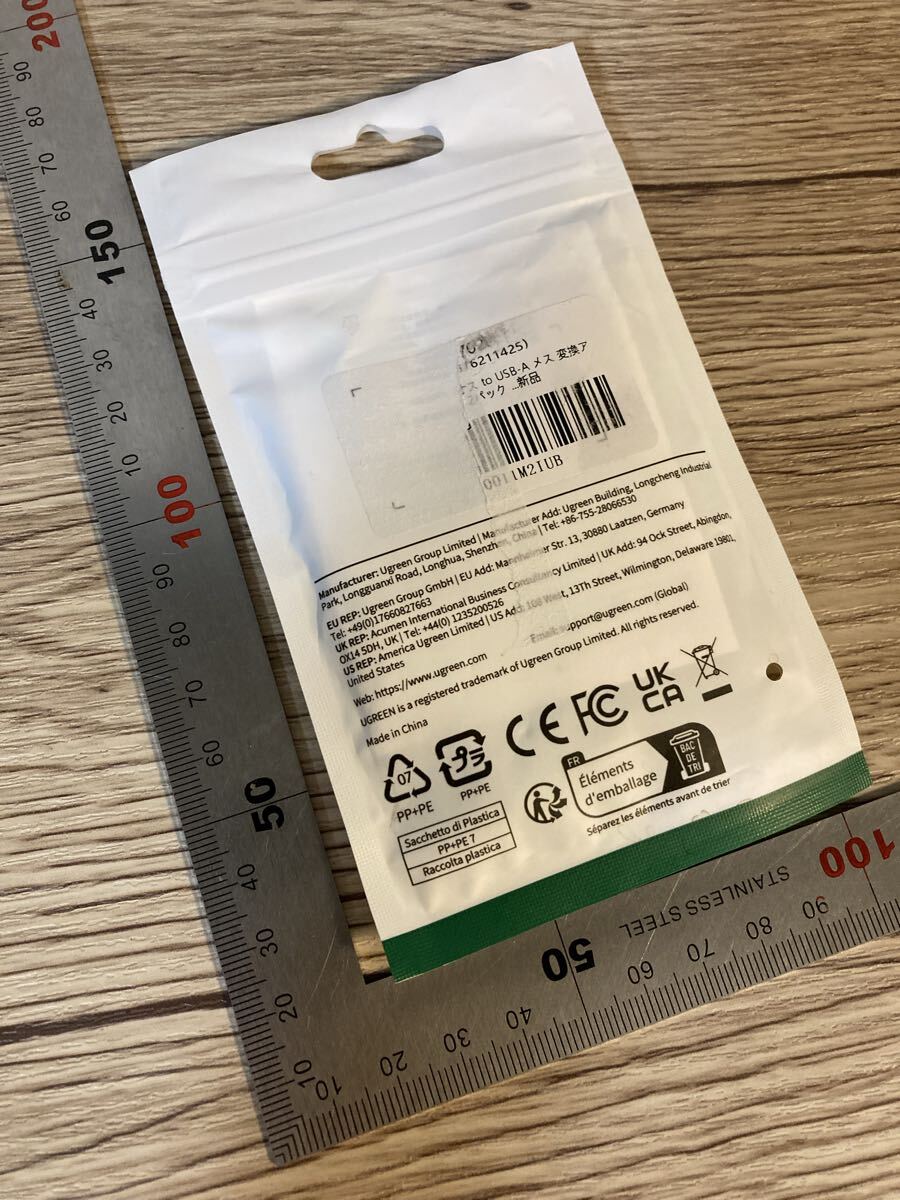 6211425)
to USB-A メス 変換ア
パック ...新品
0011M21UB
Manufacturer: Ugreen Group Limited | Manufacturer Add: Ugreen Building, Longcheng Industrial
Park, Longguanxi Road, Longhua, Shenzhen, China | Tel: +86-755-28066530
EU REP: Ugreen Group GmbH | EU Add: Mannheimer Str. 13, 30880 Laatzen, Germany
Tel: +49(0)17660827663
UK REP: Acumen International Business Consultancy Limited | UK Add: 94 Ock Street, Abingdon,
OX14 5DH, UK | Tel: +44(0) 1235200526
US REP: America Ugreen Limited | US Add: 108 West, 13Th Street, Wilmington, Delaware 19801,
United States
Web: https://www.ugreen.com Email: support@ugreen.com (Global)
UGREEN is a registered trademark of Ugreen Group Limited. All rights reserved.
Made in China
07
PP+PE
プラ
PP+PE
CE
FC
UK
CA
FR
Éléments
d'emballage
BAC
DE
TRI
Séparez les éléments avant de trier
Sacchetto di Plastica
PP+PE 7
Raccolta plastica
200
90
80
70
60
150
40
30
20
10
100
90
80
70
60
50
40
30
20
10
10
20
30
40
50
60
70
80
90
100
STAINLESS STEEL